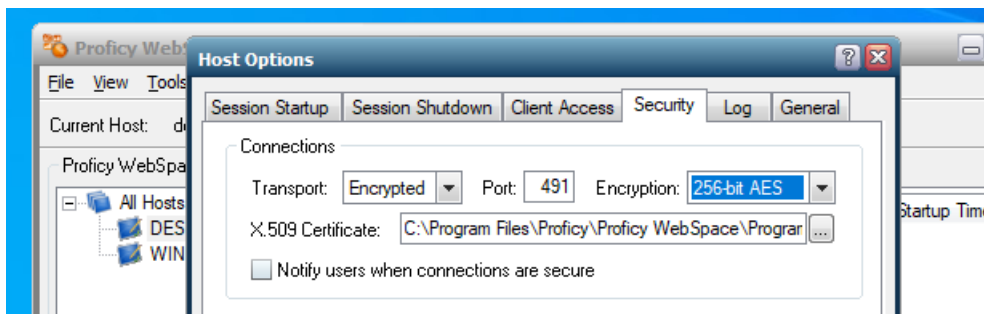 Proficy WebS
Host Options
File View Tools
Session Startup Session Shutdown Client Access Security Log General
Current Host: de
Connections
Proficy WebSpa
Transport: Encrypted Port: 491 Encryption: 256-bit AES
All Hosts
Startup Time
DES
X.509 Certificate: C:\Program Files\Proficy\Proficy WebSpace\Prograr ...
WIN
Notify users when connections are secure